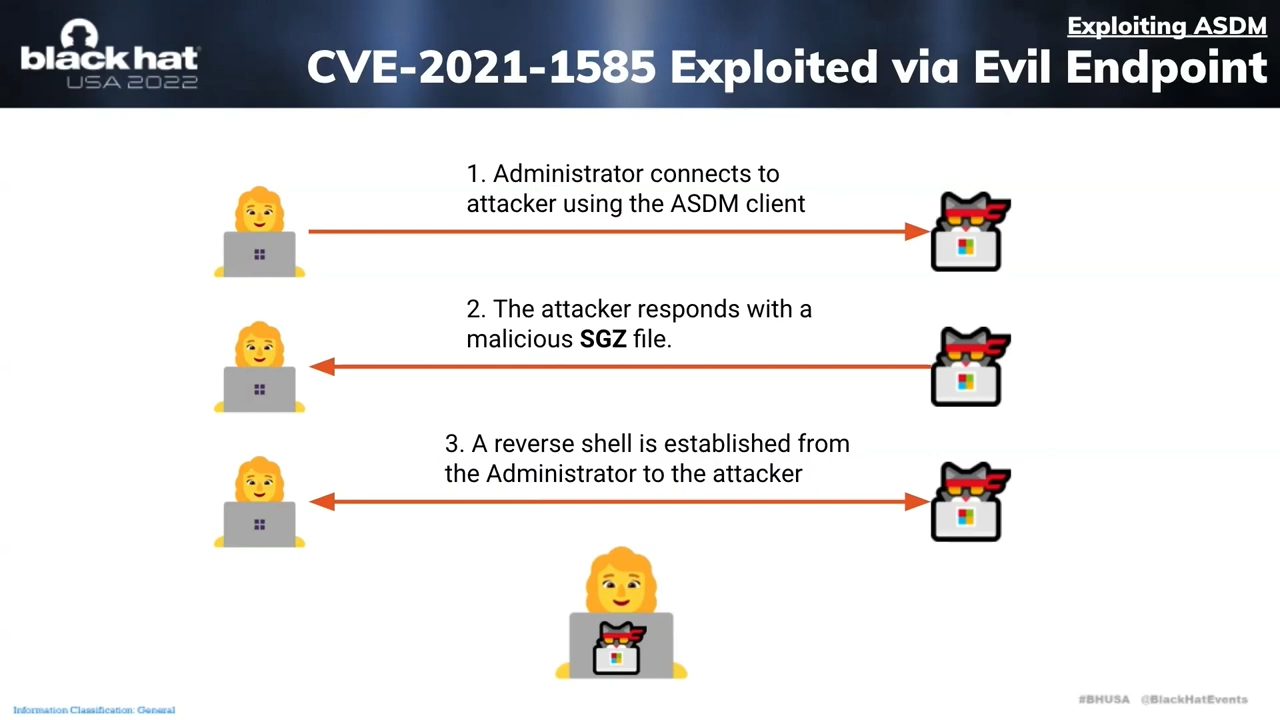 Exploiting ASDM
black hat
USA 2022
CVE-2021-1585 Exploited via Evil Endpoint
1. Administrator connects to
attacker using the ASDM client
2. The attacker responds with a
malicious SGZ file.
3. A reverse shell is established from
the Administrator to the attacker
Information Classification: General
#BHUSA @BlackHatEvents